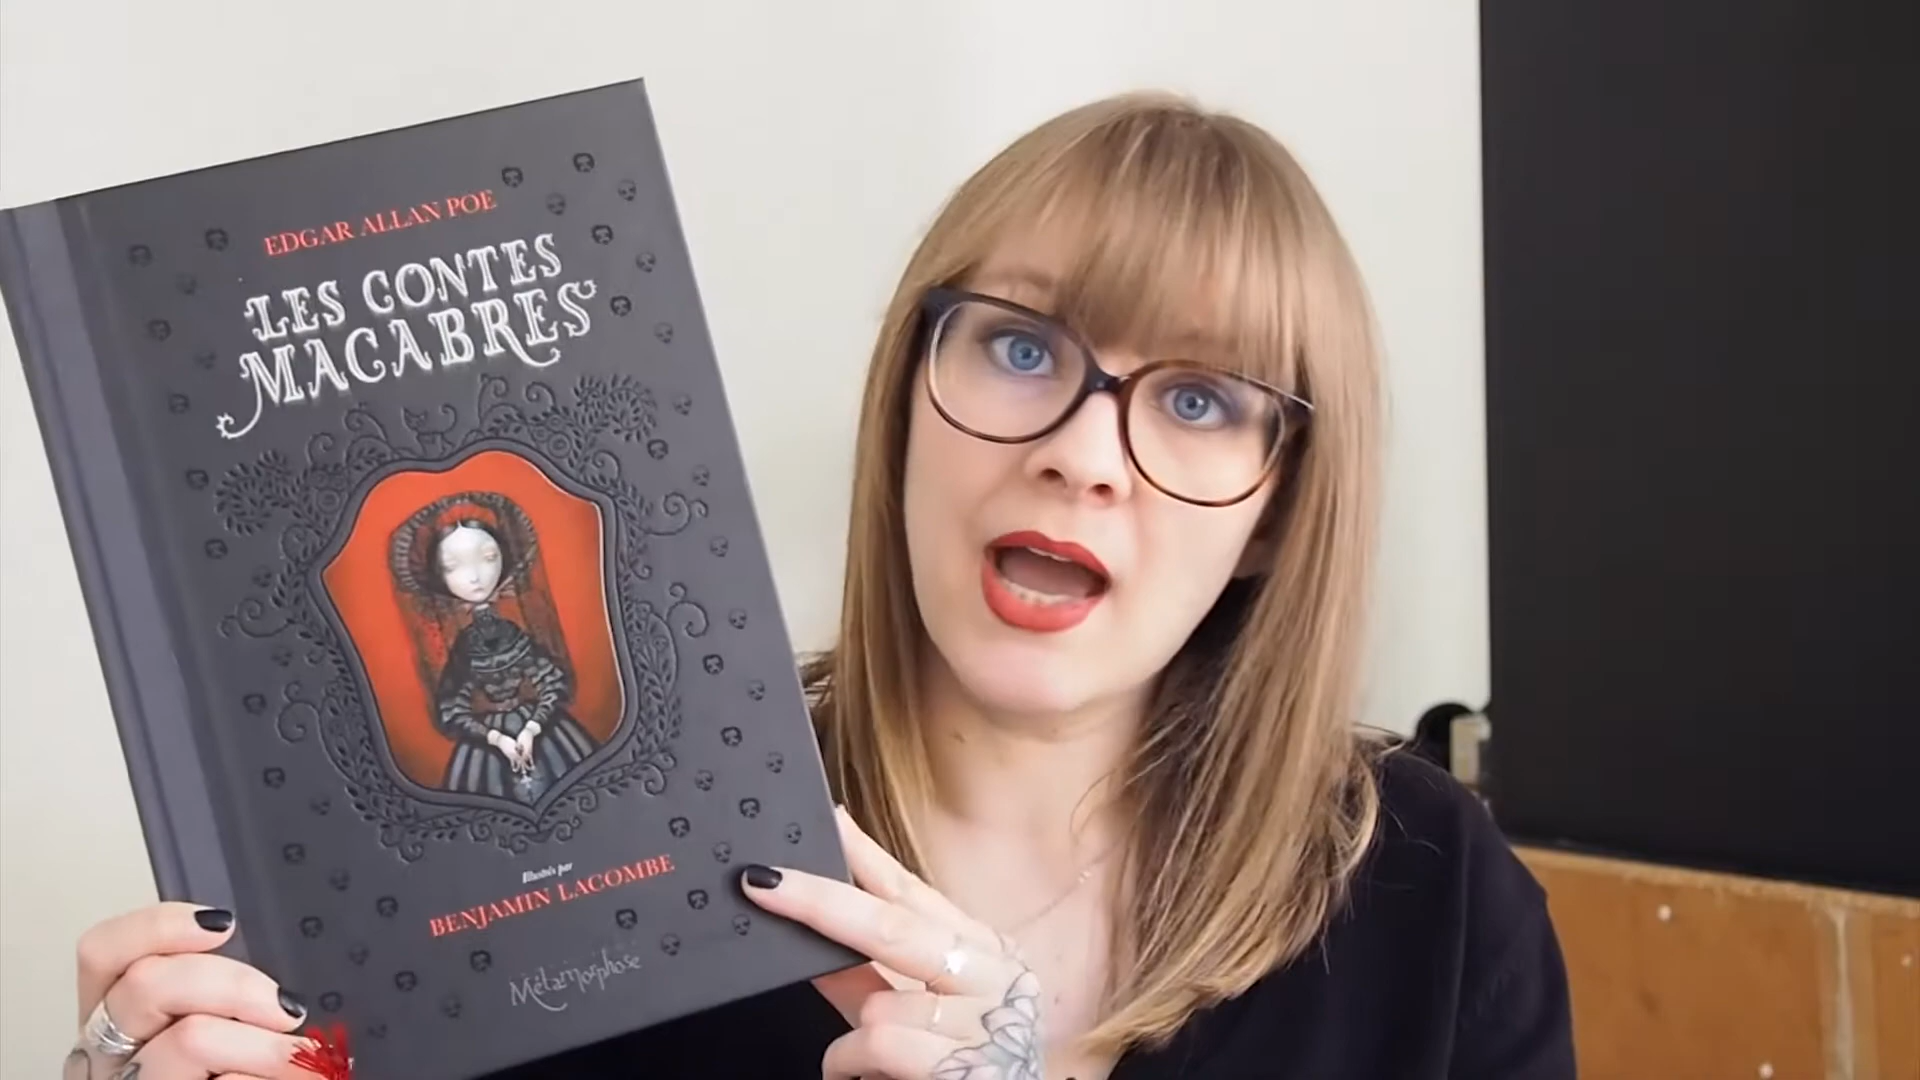 EDGAR ALLAN POE
LES CONTES
MACABRES
Illustrés par
BENJAMIN LACOMBE
Métamorphose